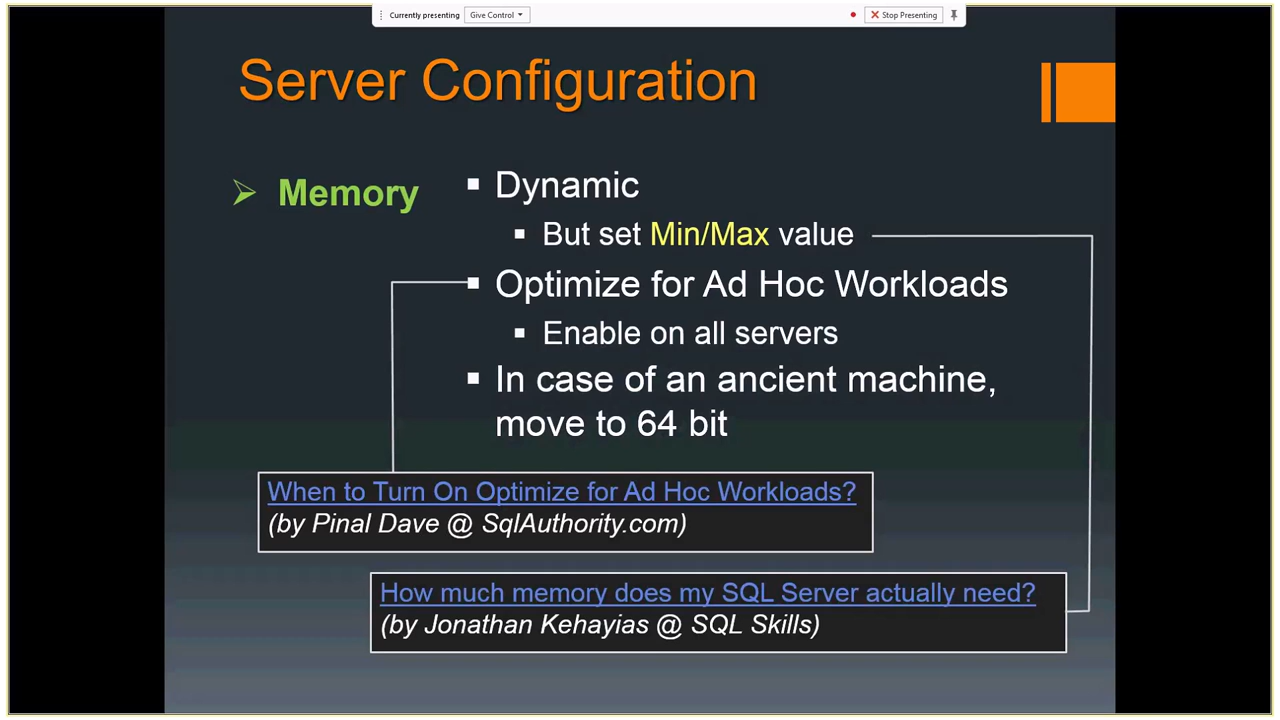 Currently presenting Give Control Stop Presenting
Server Configuration
Memory
Dynamic
But set Min/Max value
Optimize for Ad Hoc Workloads
Enable on all servers
In case of an ancient machine,
move to 64 bit
When to Turn On Optimize for Ad Hoc Workloads?
(by Pinal Dave @ SqlAuthority.com)
How much memory does my SQL Server actually need?
(by Jonathan Kehayias @ SQL Skills)